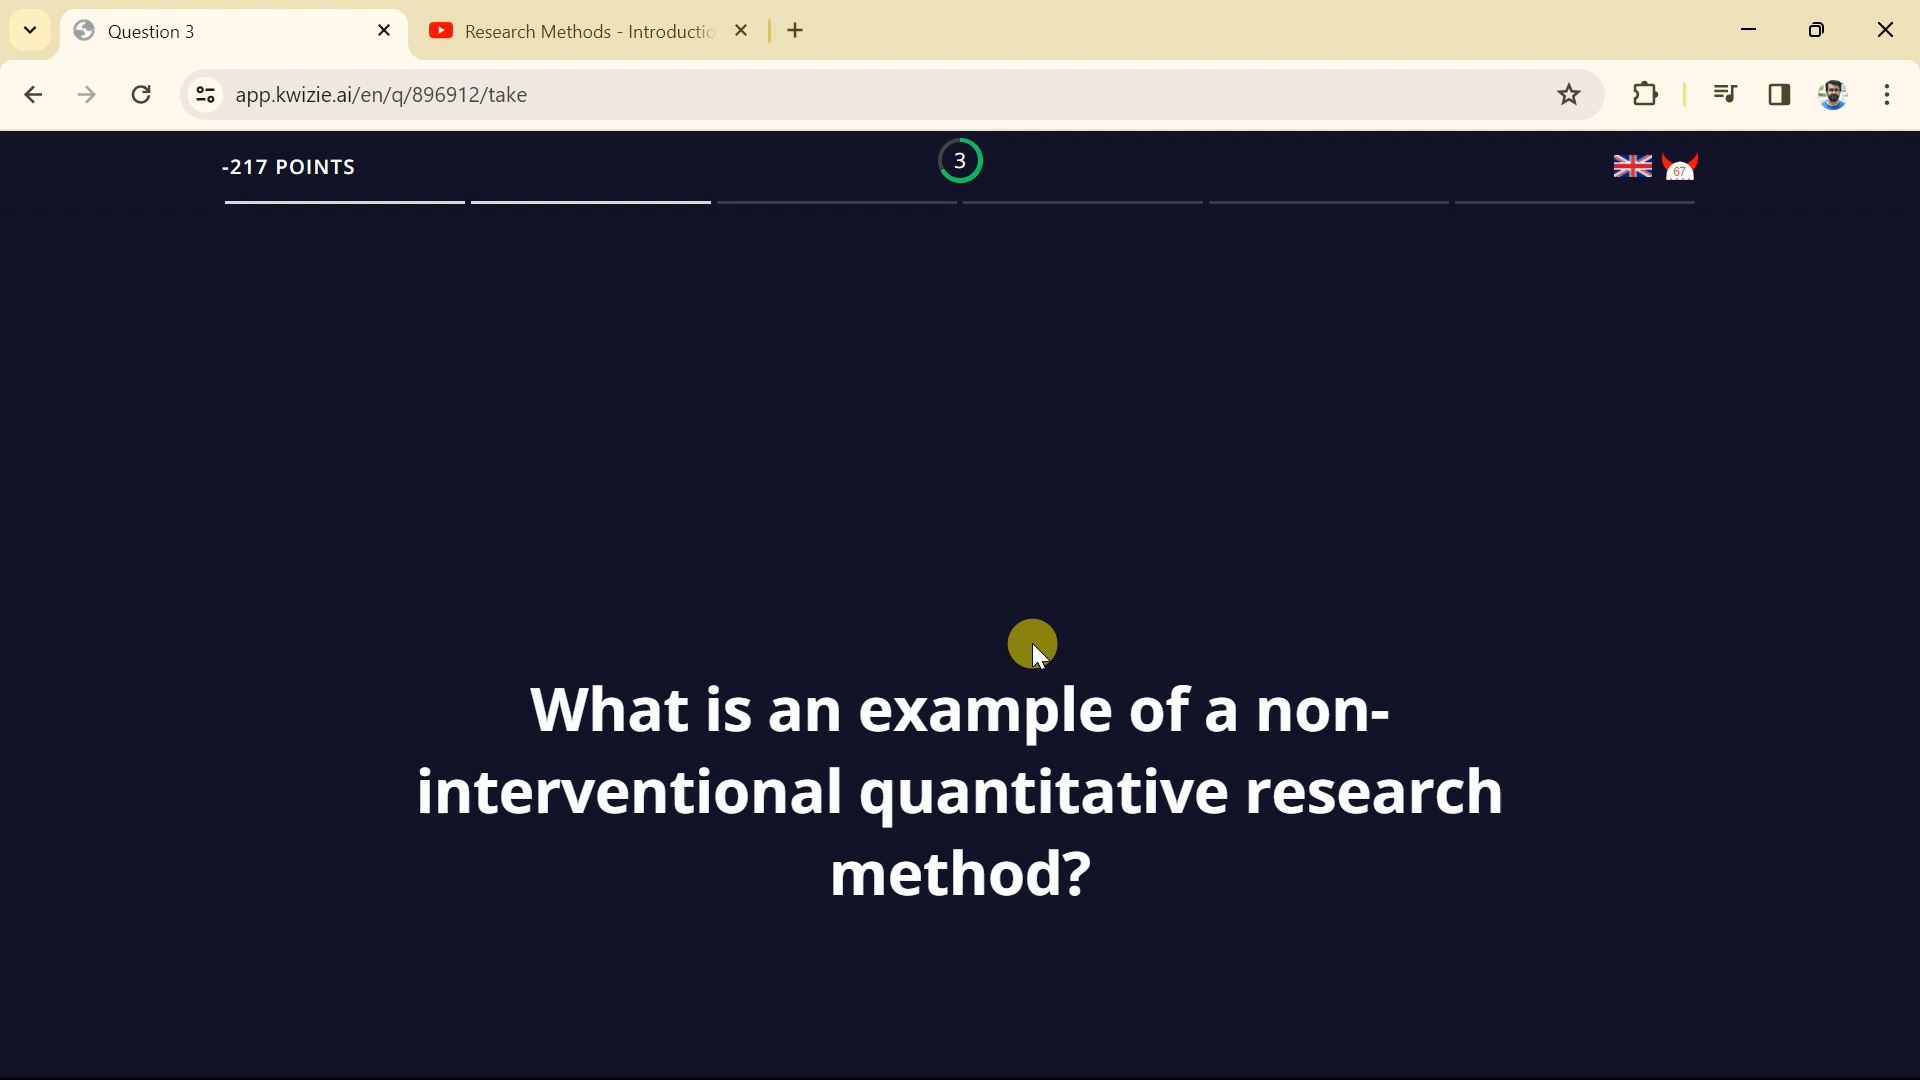 Question 3
Research Methods - Introductio
app.kwizie.ai/en/q/896912/take
-217 POINTS
3
67
What is an example of a non-
interventional quantitative research
method?